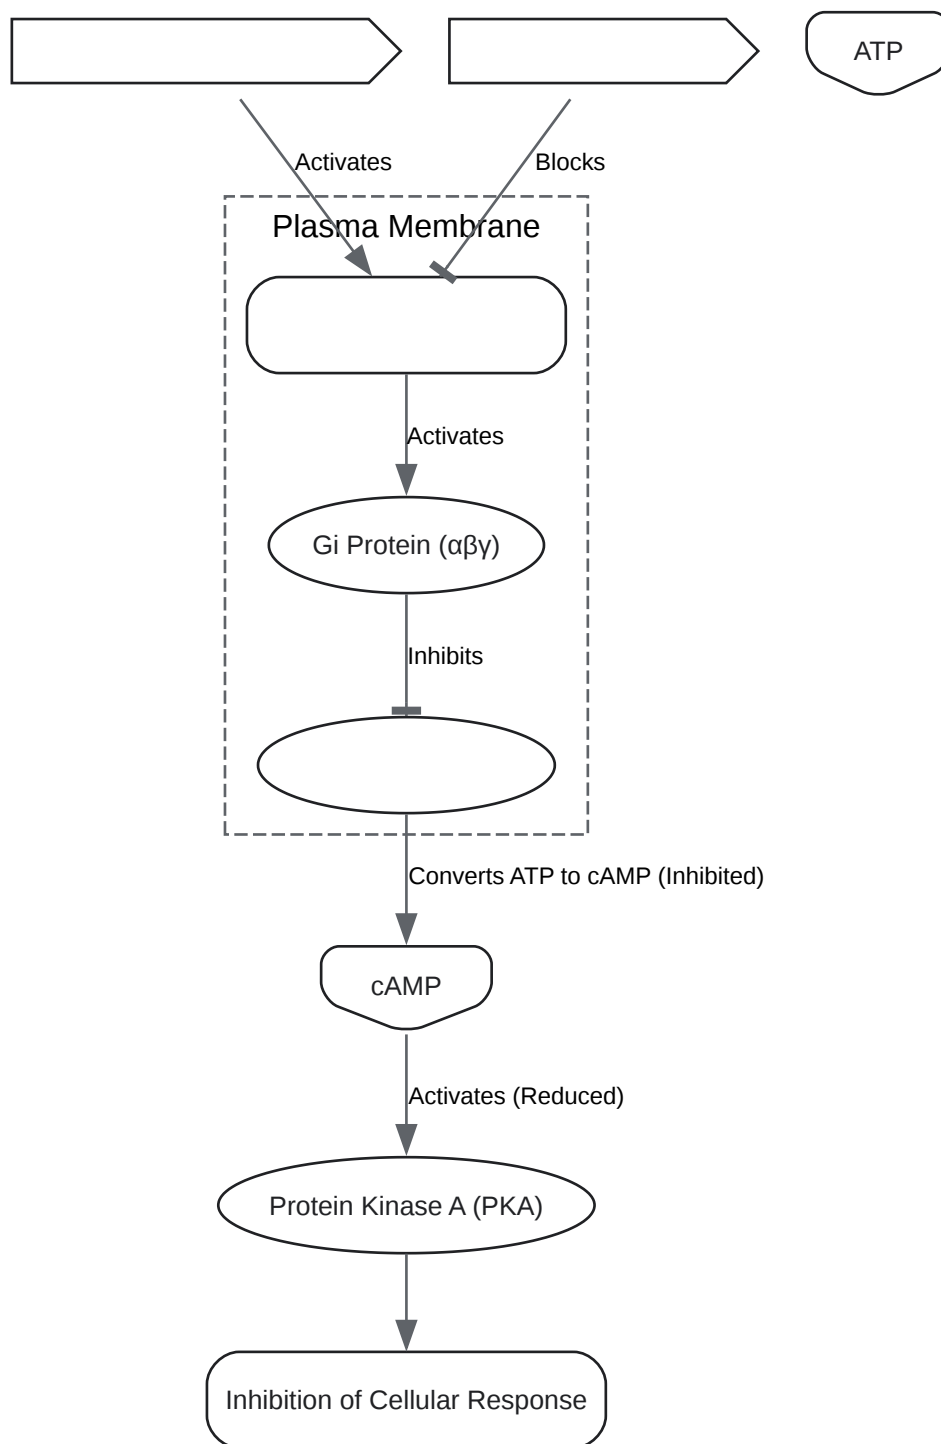 ATP
Activates
Blocks
Plasma Membrane
Activates
Gi Protein (αβγ)
Inhibits
Converts ATP to cAMP (Inhibited)
cAMP
Activates (Reduced)
Protein Kinase A (PKA)
Inhibition of Cellular Response